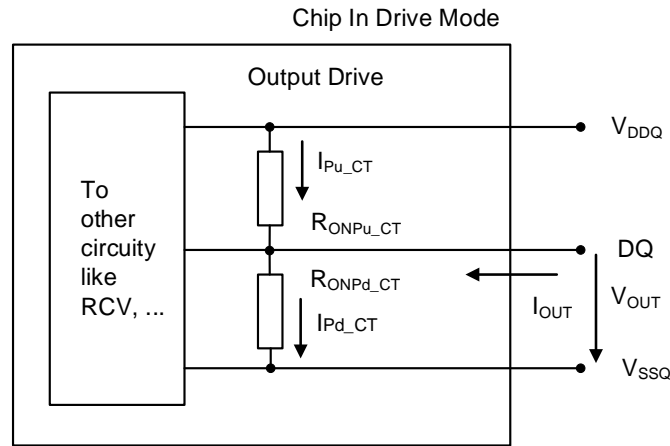 Chip In Drive Mode
Output Drive
To
other
circuity
like
RCV, ...
I_Pu_CT
R_ONPu_CT
R_ONPd_CT
I_Pd_CT
V_DDQ
DQ
I_OUT
V_OUT
V_SSQ